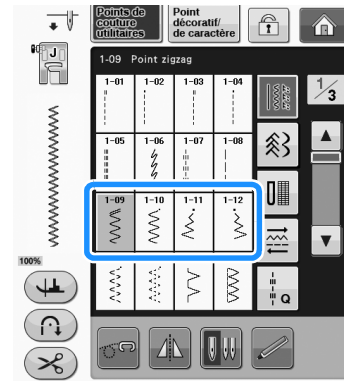 Points de
couture
utilitaires
Point
décoratif/
de caractère
J
1-09 Point zigzag
1/3
1-01 1-02 1-03 1-04
1-05 1-06 1-07 1-08
1-09 1-10 1-11 1-12
100%
Q